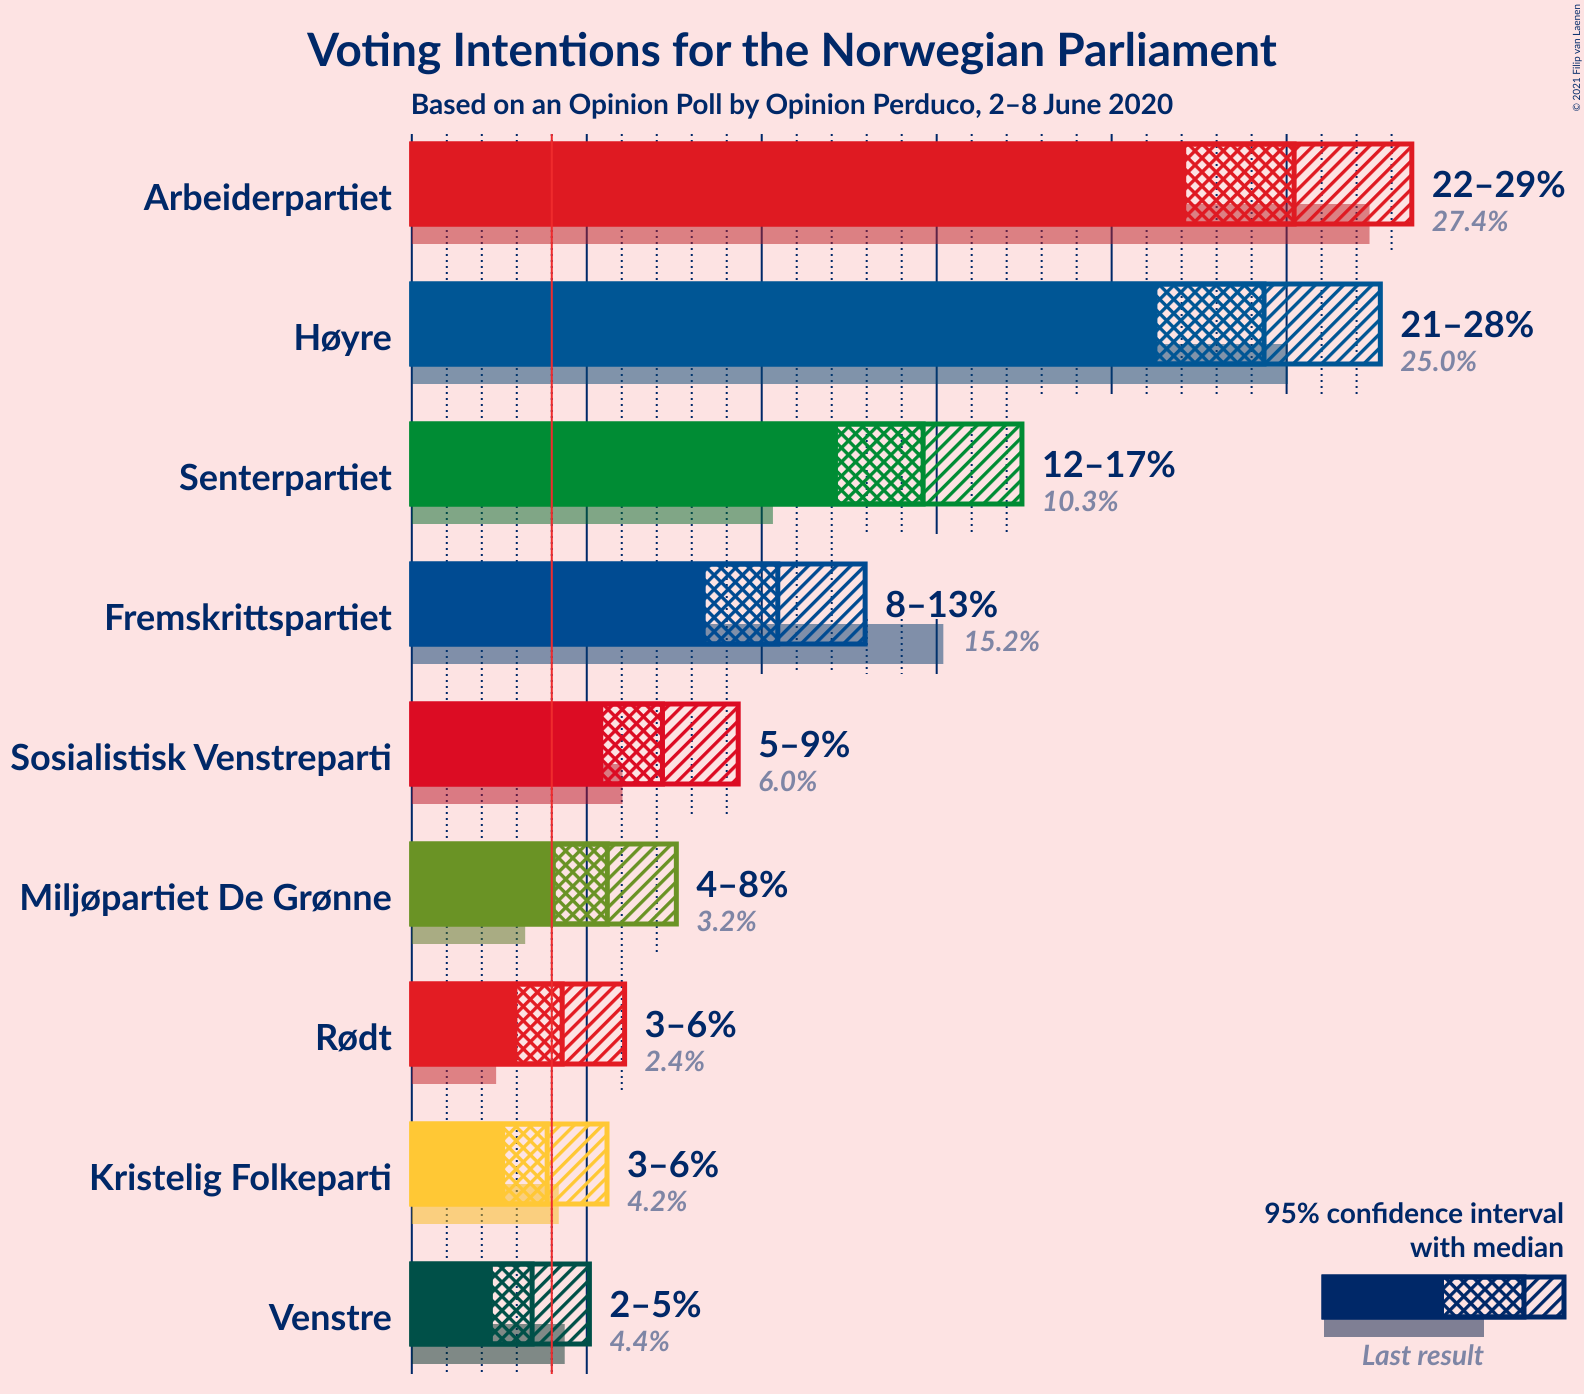 Voting Intentions for the Norwegian Parliament
Based on an Opinion Poll by Opinion Perduco, 2–8 June 2020
© 2021 Filip van Laenen
Arbeiderpartiet
22–29%
27.4%
Høyre
21–28%
25.0%
Senterpartiet
12–17%
10.3%
Fremskrittspartiet
8–13%
15.2%
Sosialistisk Venstreparti
5–9%
6.0%
Miljøpartiet De Grønne
4–8%
3.2%
Rødt
3–6%
2.4%
Kristelig Folkeparti
3–6%
4.2%
Venstre
2–5%
4.4%
95% confidence interval
with median
Last result